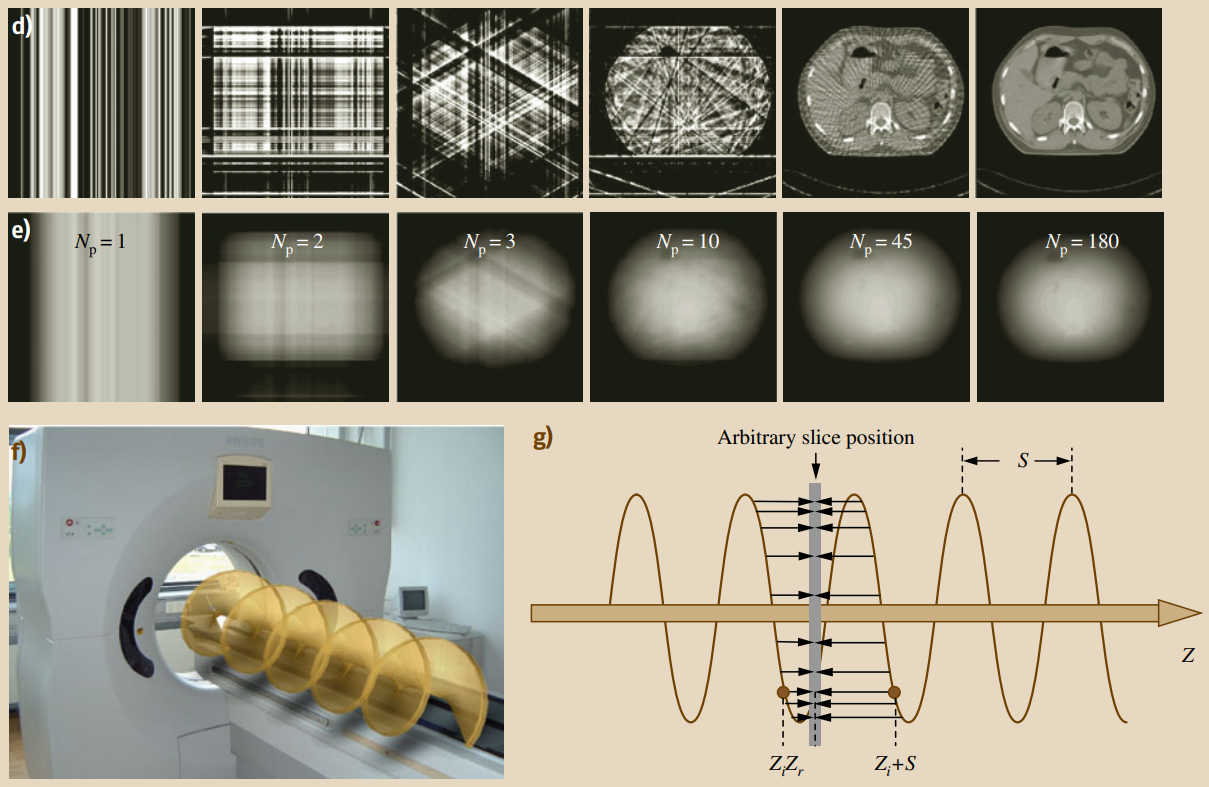 d)
e)
Np = 1
Np = 2
Np = 3
Np = 10
Np = 45
Np = 180
f)
PHILIPS
g)
Arbitrary slice position
S
Z
ZiZr
Zi+S